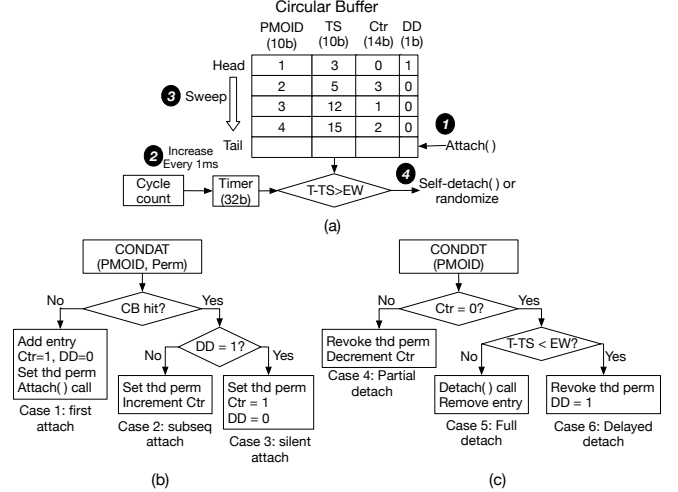 Circular Buffer
PMOID TS Ctr DD
(10b) (10b) (14b) (1b)
Head 1 3 0 1
2 5 3 0
3 Sweep 3 12 1 0
4 15 2 0
Tail
1
Attach( )
2 Increase
Every 1ms
Cycle
count
Timer
(32b)
T-TS>EW
4
Self-detach( ) or
randomize
(a)
CONDAT
(PMOID, Perm)
No CB hit? Yes
Add entry
Ctr=1, DD=0
Set thd perm
Attach( ) call
Case 1: first
attach
No DD = 1? Yes
Set thd perm
Increment Ctr
Case 2: subseq
attach
Set thd perm
Ctr = 1
DD = 0
Case 3: silent
attach
(b)
CONDDT
(PMOID)
No Ctr = 0? Yes
Revoke thd perm
Decrement Ctr
Case 4: Partial
detach
No T-TS < EW? Yes
Detach( ) call
Remove entry
Case 5: Full
detach
Revoke thd perm
DD = 1
Case 6: Delayed
detach
(c)